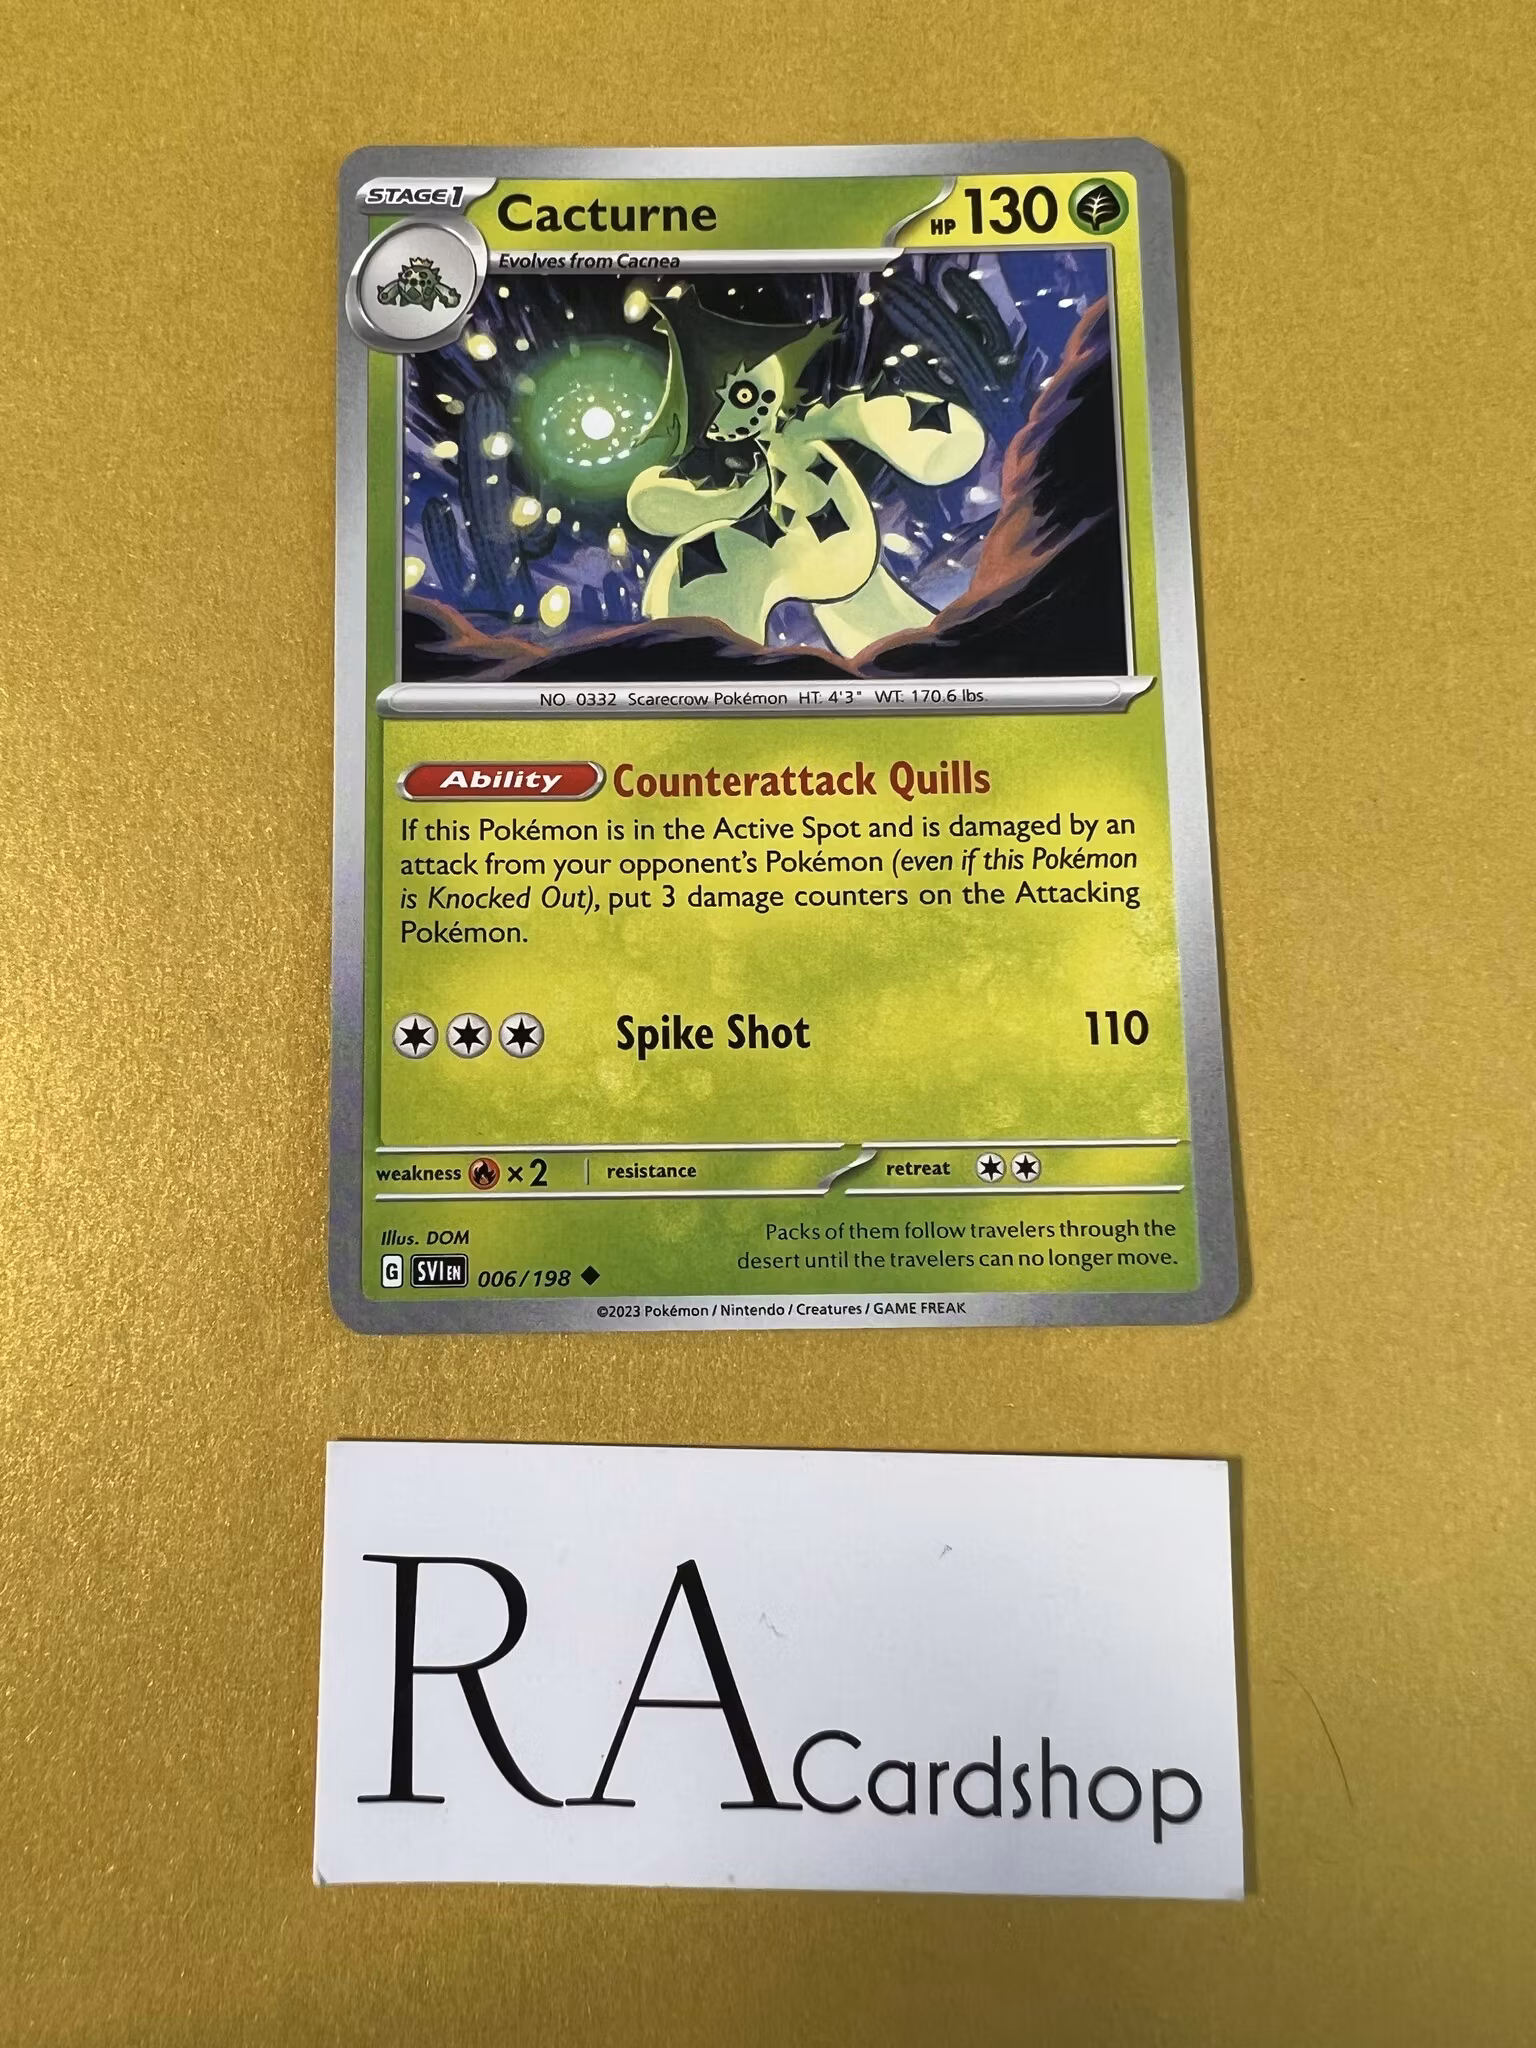 STAGE 1
Cacturne
HP 130
Evolves from Cacnea
NO. 0332 Scarecrow Pokémon HT: 4'3" WT: 170.6 lbs.
Ability Counterattack Quills
If this Pokémon is in the Active Spot and is damaged by an
attack from your opponent's Pokémon (even if this Pokémon
is Knocked Out), put 3 damage counters on the Attacking
Pokémon.
Spike Shot 110
weakness ×2 resistance retreat
Illus. DOM
Packs of them follow travelers through the
desert until the travelers can no longer move.
G SVI EN 006/198
©2023 Pokémon / Nintendo / Creatures / GAME FREAK
RA Cardshop